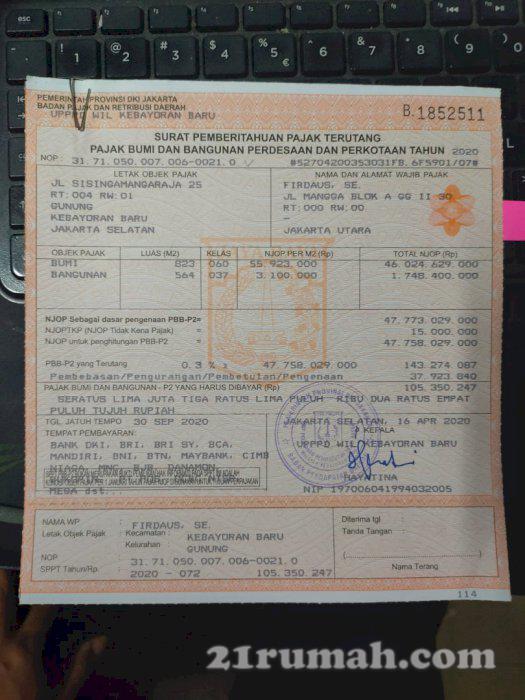 PEMERINTAH PROVINSI DKI JAKARTA
BADAN PAJAK DAN RETRIBUSI DAERAH
UPPPD WIL KEBAYORAN BARU
B.1852511
SURAT PEMBERITAHUAN PAJAK TERUTANG
PAJAK BUMI DAN BANGUNAN PERDESAAN DAN PERKOTAAN TAHUN 2020
NOP 31.71.050.007.006-0021.0 #52704200353031FB.6F5901/07#
LETAK OBJEK PAJAK NAMA DAN ALAMAT WAJIB PAJAK
JL SISINGAMANGARAJA 25 FIRDAUS, SE.
RT:004 RW:01 JL MANGGA BLOK A GG II 30
GUNUNG RT:000 RW:00
KEBAYORAN BARU -
JAKARTA SELATAN JAKARTA UTARA
OBJEK PAJAK LUAS (M2) KELAS NJOP PER M2 (Rp) TOTAL NJOP (Rp)
BUMI 823 060 55.923.000 46.024.629.000
BANGUNAN 564 037 3.100.000 1.748.400.000
NJOP Sebagai dasar pengenaan PBB-P2= 47.773.029.000
NJOPTKP (NJOP Tidak Kena Pajak) = 15.000.000
NJOP untuk penghitungan PBB-P2 = 47.758.029.000
PBB-P2 yang Terutang = 0,3 % x 47.758.029.000 143.274.087
Pembebasan/Pengurangan/Pembetulan/Pengenaan 37.923.840
PAJAK BUMI DAN BANGUNAN - P2 YANG HARUS DIBAYAR (Rp) 105.350.247
SERATUS LIMA JUTA TIGA RATUS LIMA PULUH RIBU DUA RATUS EMPAT
PULUH TUJUH RUPIAH
TGL JATUH TEMPO 30 SEP 2020 JAKARTA SELATAN, 16 APR 2020
TEMPAT PEMBAYARAN: KEPALA
BANK DKI, BRI, BRI SY, BCA, UPPPD WIL KEBAYORAN BARU
MANDIRI, BNI, BTN, MAYBANK, CIMB
NIAGA, MNC, BJB, DANAMON,
HAYATINA
MEGA dst. NIP 197006041994032005
NAMA WP : FIRDAUS, SE. Diterima tgl :
Letak Objek Pajak : Kecamatan : KEBAYORAN BARU Tanda Tangan :
Kelurahan : GUNUNG
NOP : 31.71.050.007.006-0021.0
SPPT Tahun/Rp. : 2020 - 072 105.350.247
Nama Terang
114
21rumah.com